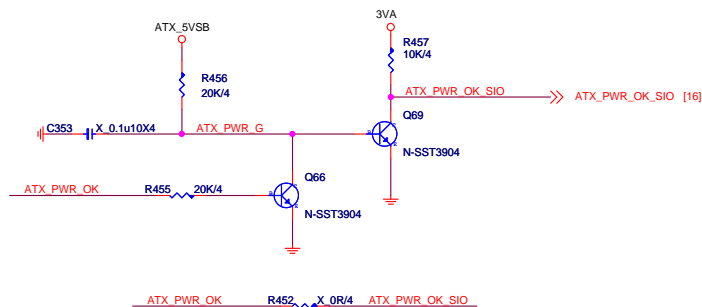 ATX_5VSB
3VA
R456
20K/4
R457
10K/4
ATX_PWR_OK_SIO
ATX_PWR_OK_SIO [16]
C353
X_0.1u10X4
ATX_PWR_G
Q69
N-SST3904
ATX_PWR_OK
R455
20K/4
Q66
N-SST3904
ATX_PWR_OK
R452
X_0R/4
ATX_PWR_OK_SIO